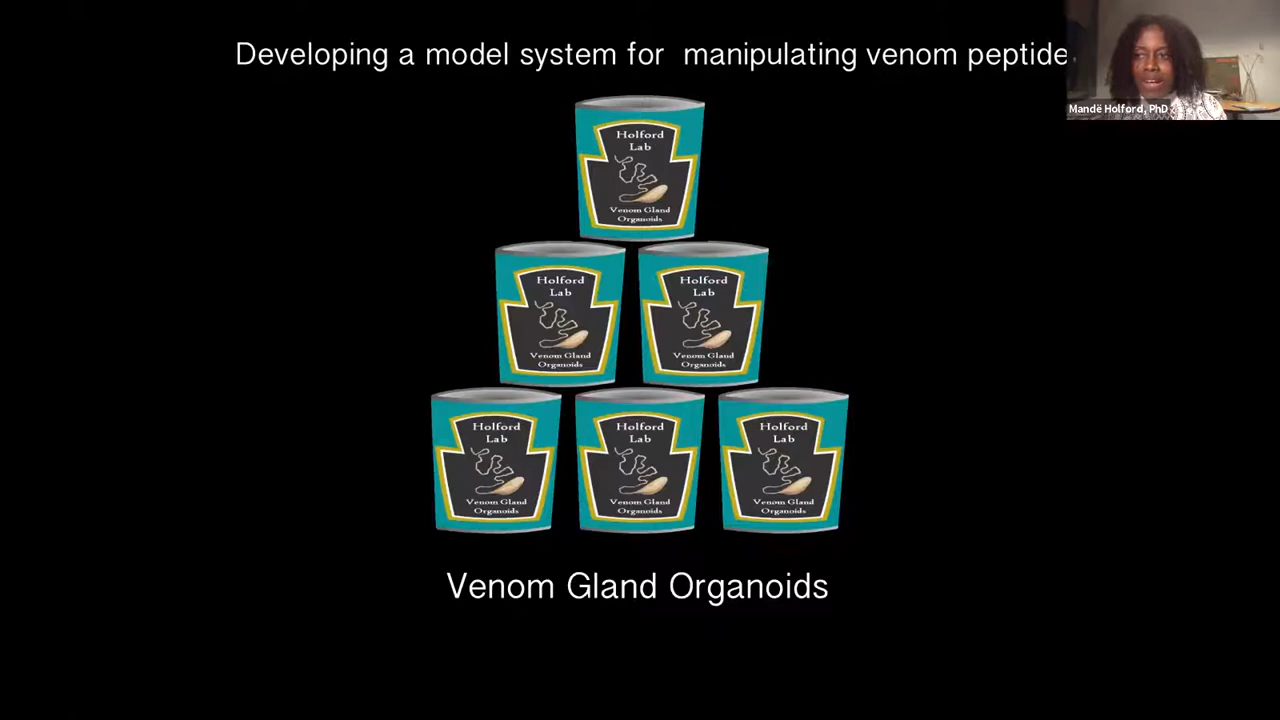 Developing a model system for manipulating venom peptide
Mandë Holford, PhD
Holford
Lab
Venom Gland
Organoids
Holford
Lab
Venom Gland
Organoids
Holford
Lab
Venom Gland
Organoids
Holford
Lab
Venom Gland
Organoids
Holford
Lab
Venom Gland
Organoids
Holford
Lab
Venom Gland
Organoids
Venom Gland Organoids